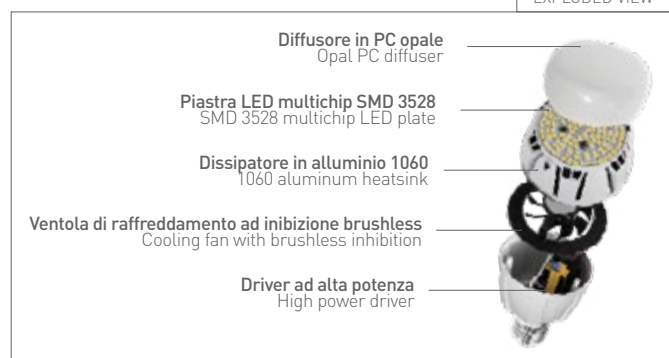 EXPLODED VIEW
Diffusore in PC opale
Opal PC diffuser
Piastra LED multichip SMD 3528
SMD 3528 multichip LED plate
Dissipatore in alluminio 1060
1060 aluminum heatsink
Ventola di raffreddamento ad inibizione brushless
Cooling fan with brushless inhibition
Driver ad alta potenza
High power driver